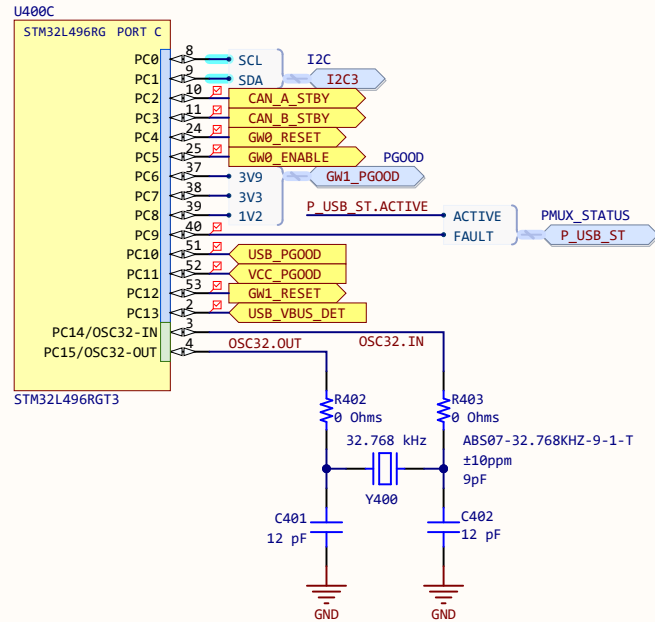 U400C
STM32L496RG PORT C
PC0 8 SCL I2C
PC1 9 SDA I2C3
PC2 10 CAN_A_STBY
PC3 11 CAN_B_STBY
PC4 24 GW0_RESET
PC5 25 GW0_ENABLE PGOOD
PC6 37 3V9 GW1_PGOOD
PC7 38 3V3
PC8 39 1V2 P_USB_ST.ACTIVE ACTIVE PMUX_STATUS
PC9 40 FAULT P_USB_ST
PC10 51 USB_PGOOD
PC11 52 VCC_PGOOD
PC12 53 GW1_RESET
PC13 2 USB_VBUS_DET
PC14/OSC32-IN 3 OSC32.IN
PC15/OSC32-OUT 4 OSC32.OUT
STM32L496RGT3
R402
0 Ohms
R403
0 Ohms
32.768 kHz
Y400
ABS07-32.768KHZ-9-1-T
±10ppm
9pF
C401
12 pF
C402
12 pF
GND
GND